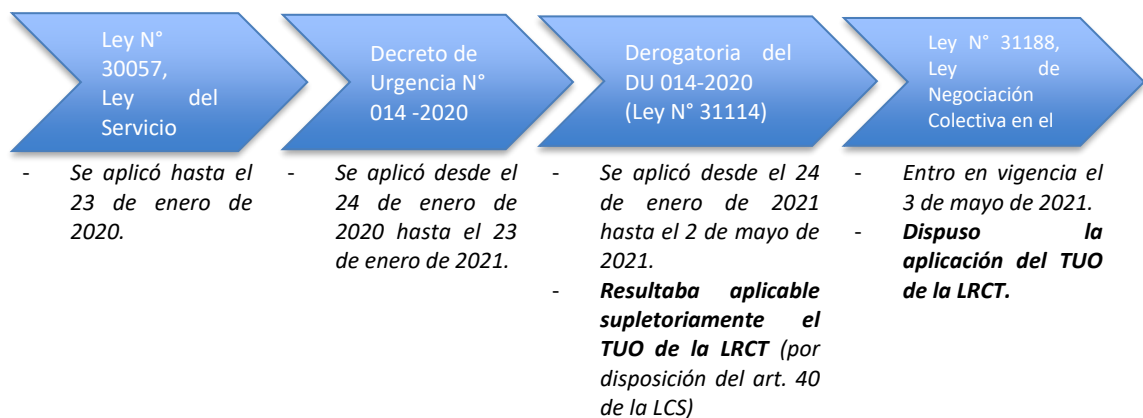 Ley N°
30057,
Ley del
Servicio
Decreto de
Urgencia N°
014 -2020
Derogatoria del
DU 014-2020
(Ley N° 31114)
Ley N° 31188,
Ley de
Negociación
Colectiva en el
- Se aplicó hasta el
23 de enero de
2020.
- Se aplicó desde el
24 de enero de
2020 hasta el 23
de enero de 2021.
- Se aplicó desde el 24
de enero de 2021
hasta el 2 de mayo de
2021.
- Resultaba aplicable
supletoriamente el
TUO de la LRCT (por
disposición del art. 40
de la LCS)
- Entro en vigencia el
3 de mayo de 2021.
- Dispuso la
aplicación del TUO
de la LRCT.